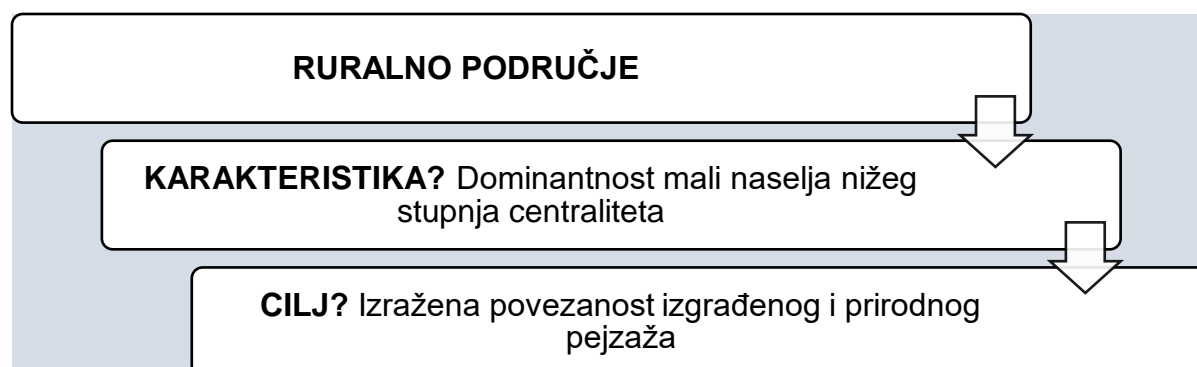 RURALNO PODRUČJE
KARAKTERISTIKA? Dominantnost mali naselja nižeg
stupnja centraliteta
CILJ? Izražena povezanost izgrađenog i prirodnog
pejzaža